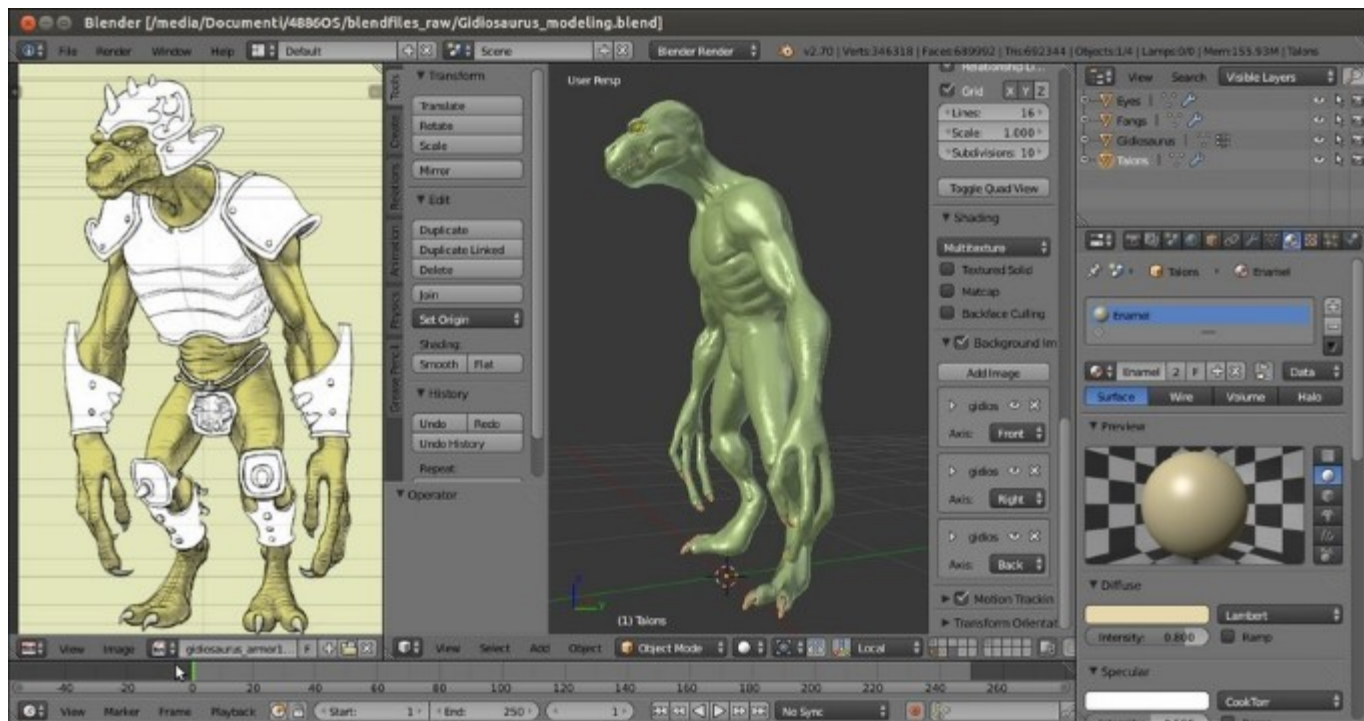 Blender [/media/Documenti/4886OS/blendfiles_raw/Gidiosaurus_modeling.blend]
File Render Window Help Default Scene Blender Render v2.70 | Verts:346318 | Faces:689992 | Tris:692344 | Objects:1/4 | Lamps:0/0 | Mem:155.93M | Talons
Tools
Create
Relations
Animation
Physics
Grease Pencil
Transform
Translate
Rotate
Scale
Mirror
Edit
Duplicate
Duplicate Linked
Delete
Join
Set Origin
Shading:
Smooth Flat
History
Undo Redo
Undo History
Repeat:
Operator
User Persp
(1) Talons
Grid X Y Z
Lines: 16
Scale: 1.000
Subdivisions: 10
Toggle Quad View
Shading
Multitexture
Textured Solid
Matcap
Backface Culling
Background Im
Add Image
gidios
Axis: Front
gidios
Axis: Right
gidios
Axis: Back
Motion Trackin
Transform Orientat
View Search Visible Layers
Eyes
Fangs
Gidiosaurus
Talons
Talons Enamel
Enamel
Enamel 2 F Data
Surface Wire Volume Halo
Preview
Diffuse
Lambert
Intensity: 0.800 Ramp
Specular
CookTorr
View Image gidiosaurus_armor1... F
View Select Add Object Object Mode Local
-40 -20 0 20 40 60 80 100 120 140 160 180 200 220 240 260
View Marker Frame Playback Start: 1 End: 250 1 No Sync